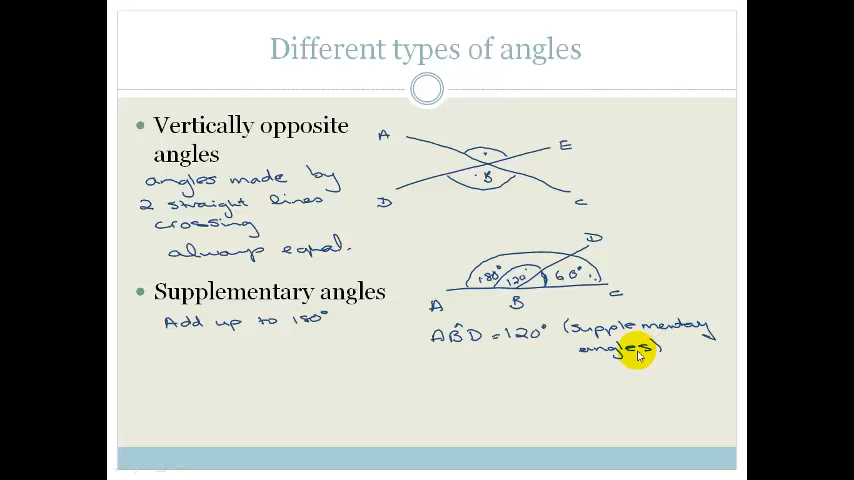 Different types of angles
• Vertically opposite
angles
angles made by
2 straight lines
crossing
always equal.
A
E
B
D
C
• Supplementary angles
Add up to 180°
D
180° 120° 60°
A
B
C
AB̂D = 120° (supplementary
angles)